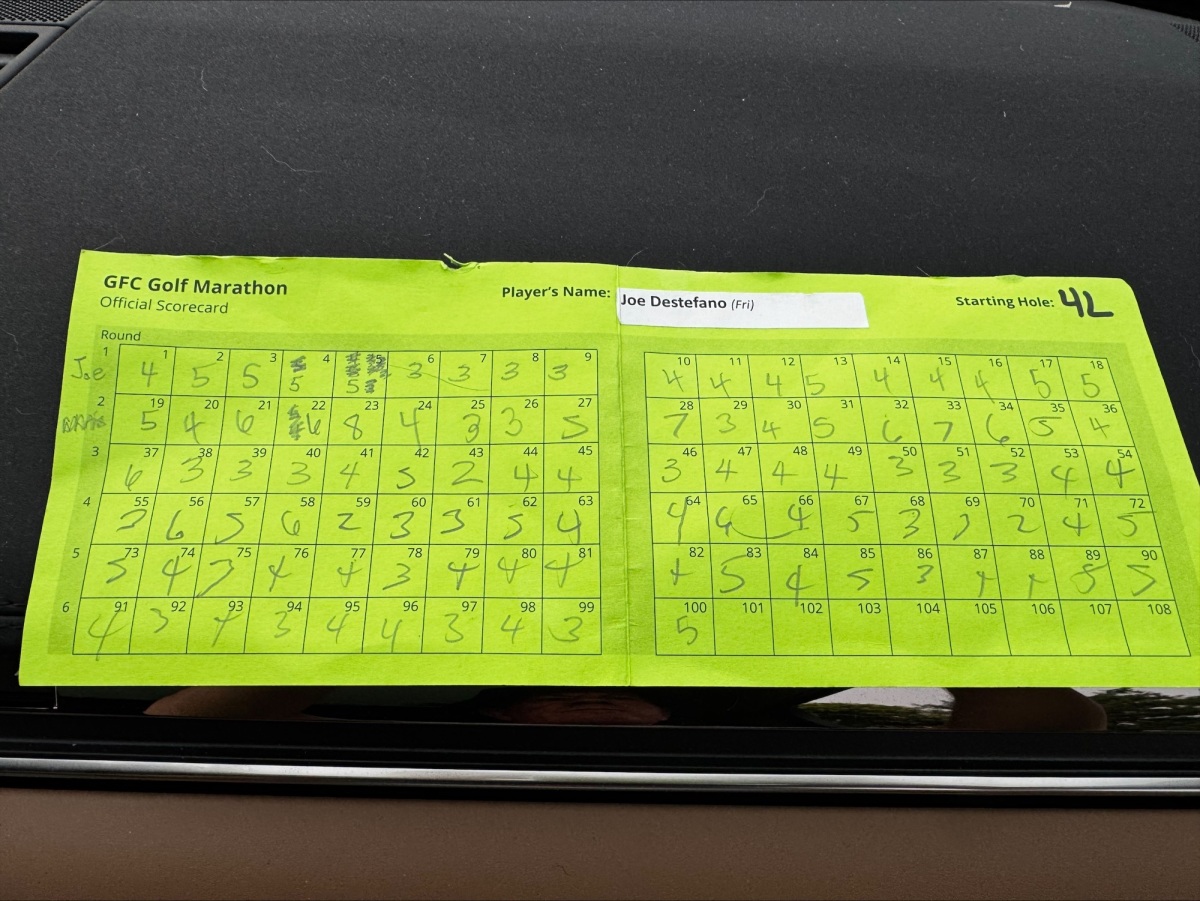 GFC Golf Marathon
Official Scorecard
Player's Name: Joe Destefano (Fri)
Starting Hole: 4L
Round
1 2 3 4 6 7 8 9 10 11 12 13 14 15 16 17 18
1 Joe 4 5 5 5 5 3 3 3 3 4 4 4 5 4 4 4 5 5
19 20 21 22 23 24 25 26 27 28 29 30 31 32 33 34 35 36
2 5 4 6 6 8 4 3 3 5 7 3 4 5 6 7 6 5 4
37 38 39 40 41 42 43 44 45 46 47 48 49 50 51 52 53 54
3 6 3 3 3 4 5 2 4 4 3 4 4 4 3 3 3 4 4
55 56 57 58 59 60 61 62 63 64 65 66 67 68 69 70 71 72
4 6 5 6 2 3 3 5 4 4 4 5 3 2 4 5
73 74 75 76 77 78 79 80 81 82 83 84 85 86 87 88 89 90
5 5 4 4 4 3 4 4 4 4 5 4 5 3 4 4 5 5
91 92 93 94 95 96 97 98 99 100 101 102 103 104 105 106 107 108
6 4 3 4 3 4 4 3 4 3 5